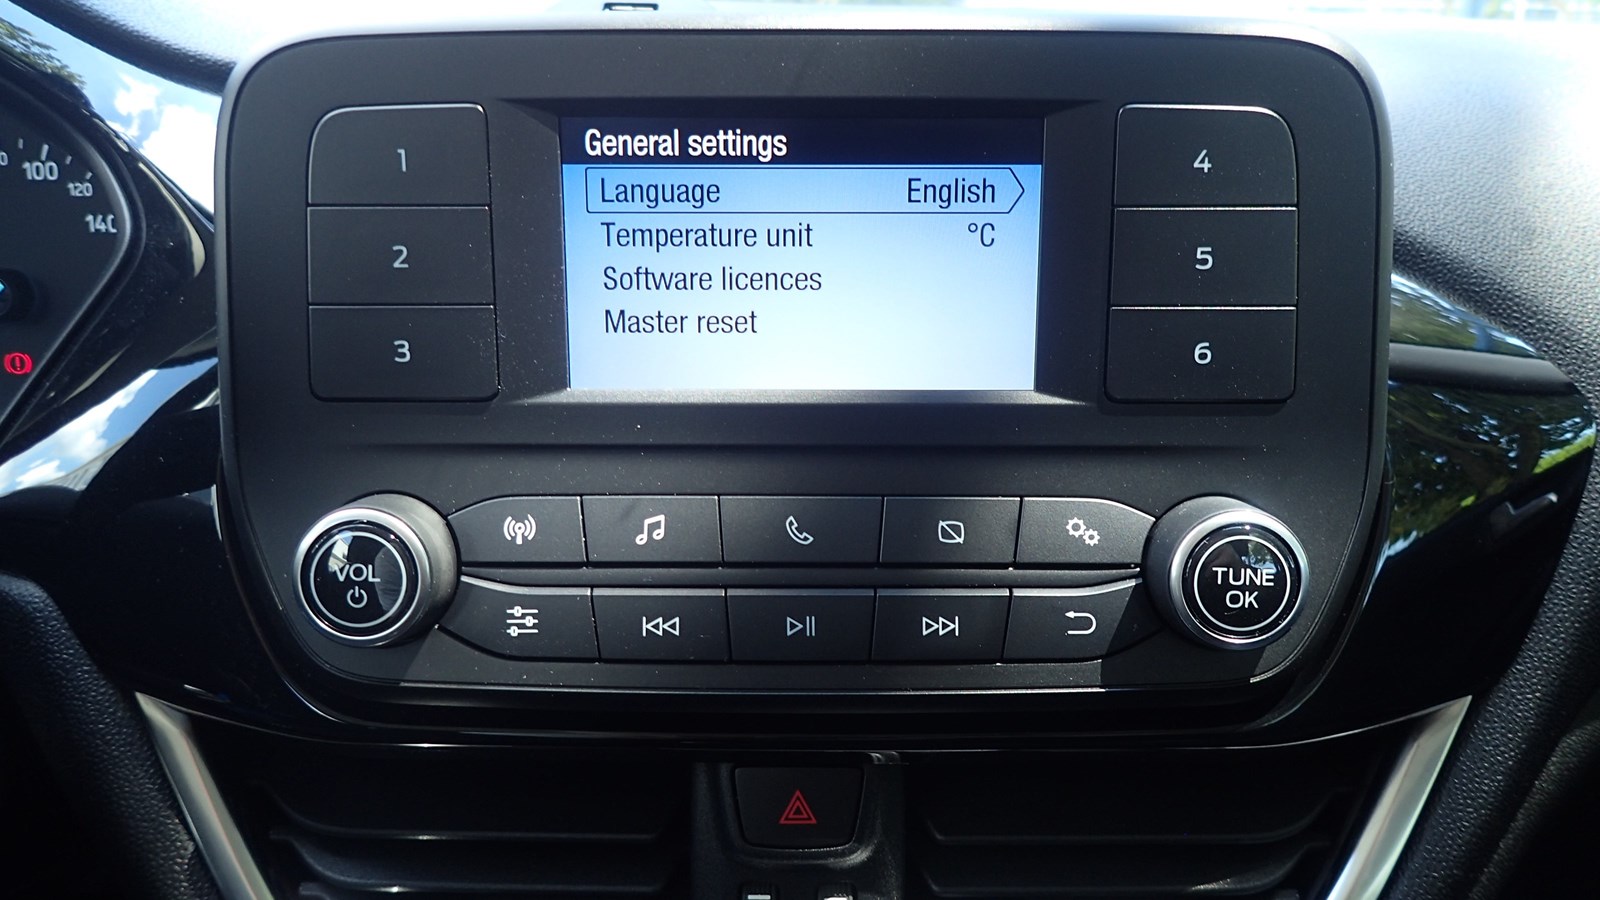 General settings
Language English
Temperature unit °C
Software licences
Master reset
1
2
3
4
5
6
VOL
TUNE
OK
100
120
140